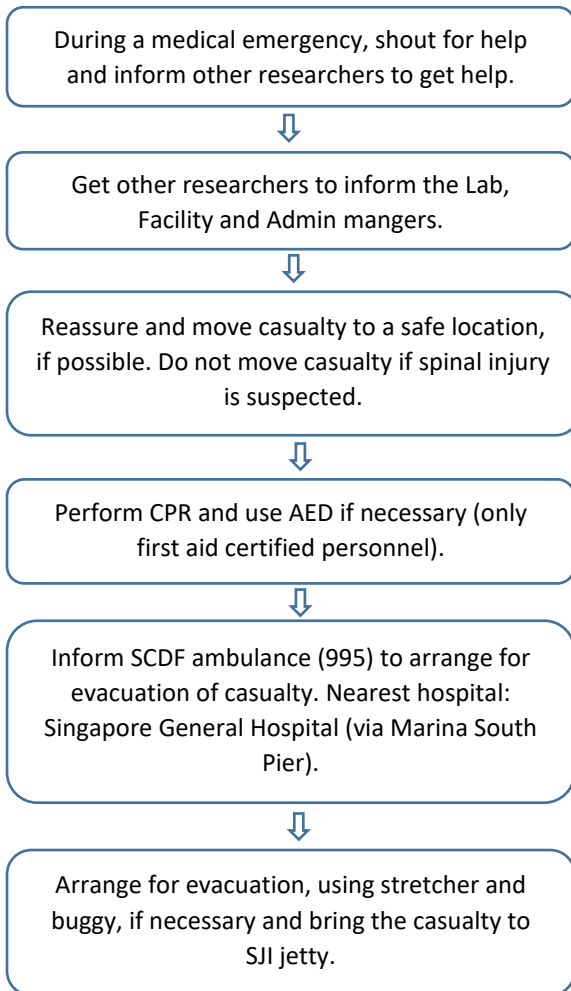 During a medical emergency, shout for help
and inform other researchers to get help.
Get other researchers to inform the Lab,
Facility and Admin mangers.
Reassure and move casualty to a safe location,
if possible. Do not move casualty if spinal injury
is suspected.
Perform CPR and use AED if necessary (only
first aid certified personnel).
Inform SCDF ambulance (995) to arrange for
evacuation of casualty. Nearest hospital:
Singapore General Hospital (via Marina South
Pier).
Arrange for evacuation, using stretcher and
buggy, if necessary and bring the casualty to
SJI jetty.